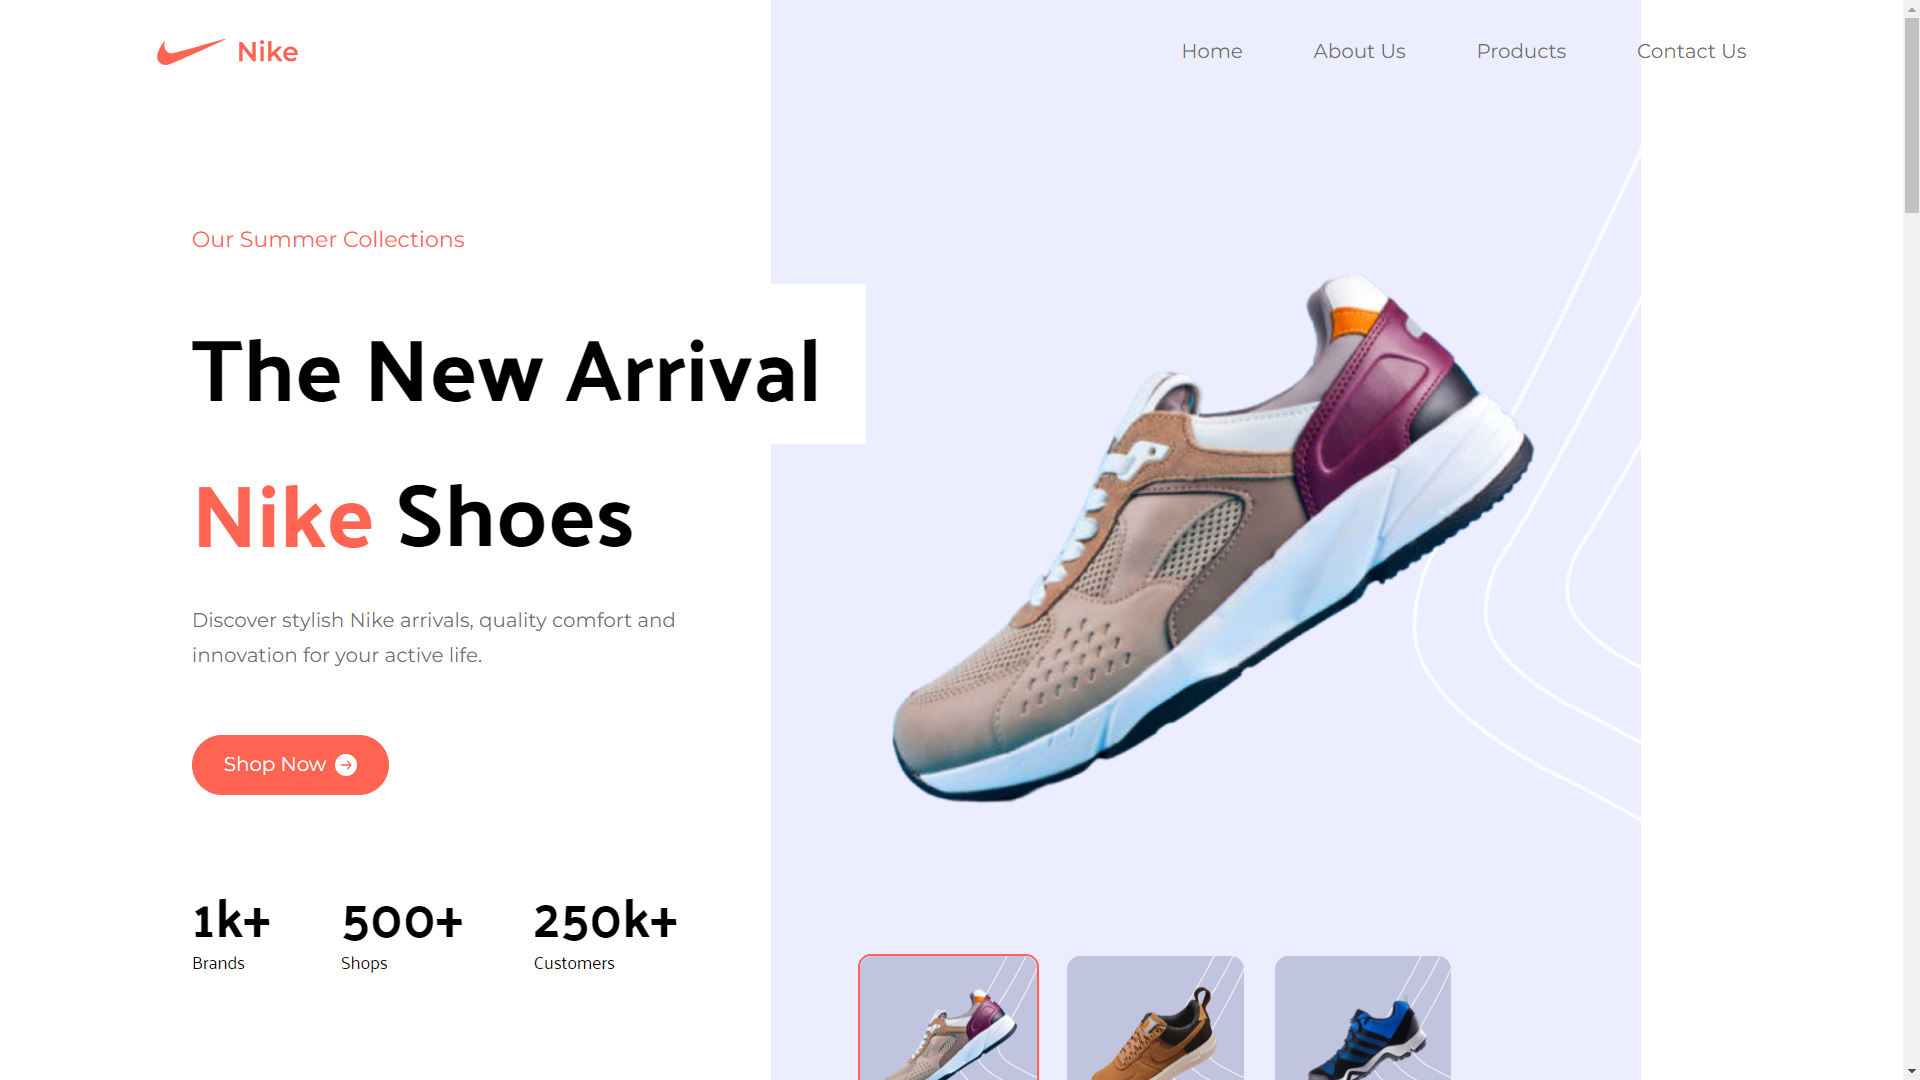 Nike
Home
About Us
Products
Contact Us
Our Summer Collections
The New Arrival
Nike Shoes
Discover stylish Nike arrivals, quality comfort and
innovation for your active life.
Shop Now
1k+
Brands
500+
Shops
250k+
Customers